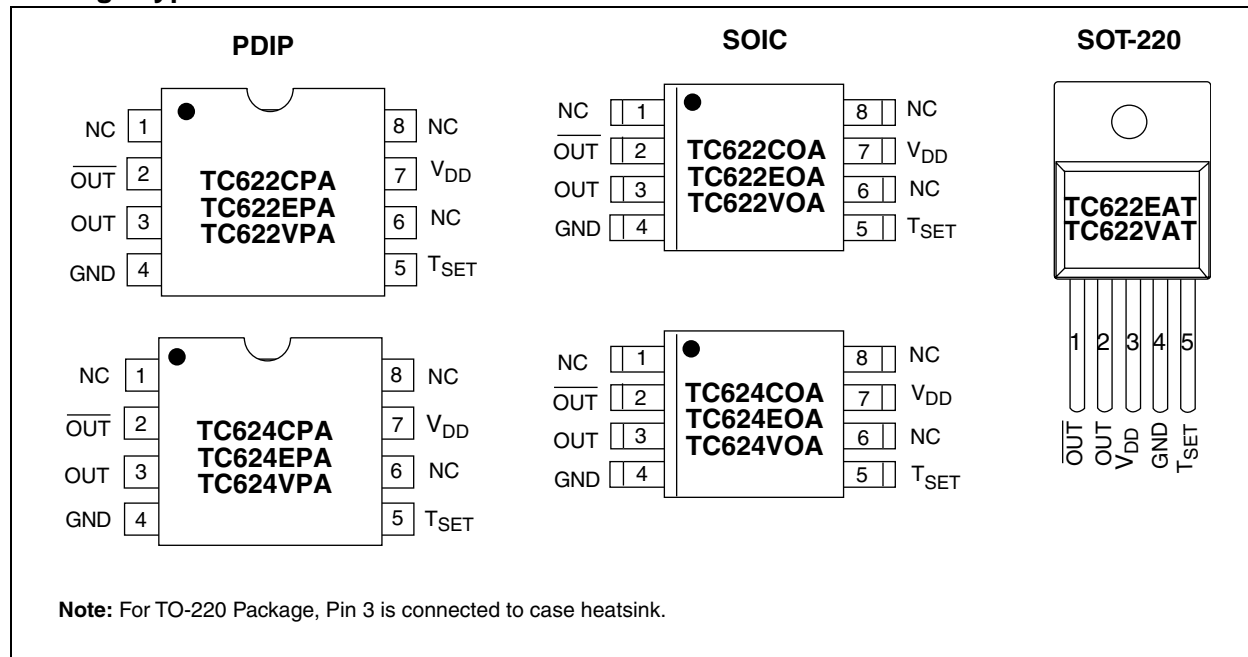 PDIP
NC 1
8 NC
OUT 2
7 VDD
OUT 3
6 NC
GND 4
5 TSET
TC622CPA
TC622EPA
TC622VPA
NC 1
8 NC
OUT 2
7 VDD
OUT 3
6 NC
GND 4
5 TSET
TC624CPA
TC624EPA
TC624VPA
SOIC
NC 1
8 NC
OUT 2
7 VDD
OUT 3
6 NC
GND 4
5 TSET
TC622COA
TC622EOA
TC622VOA
NC 1
8 NC
OUT 2
7 VDD
OUT 3
6 NC
GND 4
5 TSET
TC624COA
TC624EOA
TC624VOA
SOT-220
TC622EAT
TC622VAT
1 2 3 4 5
OUT
OUT
VDD
GND
TSET
Note: For TO-220 Package, Pin 3 is connected to case heatsink.